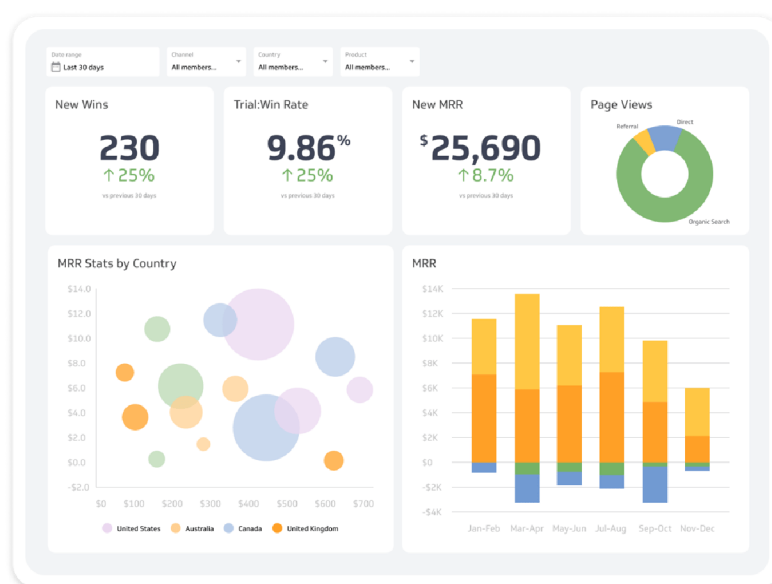 Date range
Last 30 days
Channel
All members...
Country
All members...
Product
All members...
New Wins
230
↑ 25%
vs previous 30 days
Trial:Win Rate
9.86%
↑ 25%
vs previous 30 days
New MRR
$25,690
↑ 8.7%
vs previous 30 days
Page Views
Referral
Direct
Organic Search
MRR Stats by Country
$14.0
$12.0
$10.0
$8.0
$6.0
$4.0
$2.0
$0.0
-$2.0
$0 $100 $200 $300 $400 $500 $600 $700
United States Australia Canada United Kingdom
MRR
$14K
$12K
$10K
$8K
$6K
$4K
$2K
$0
-$2K
-$4K
Jan-Feb Mar-Apr May-Jun Jul-Aug Sep-Oct Nov-Dec